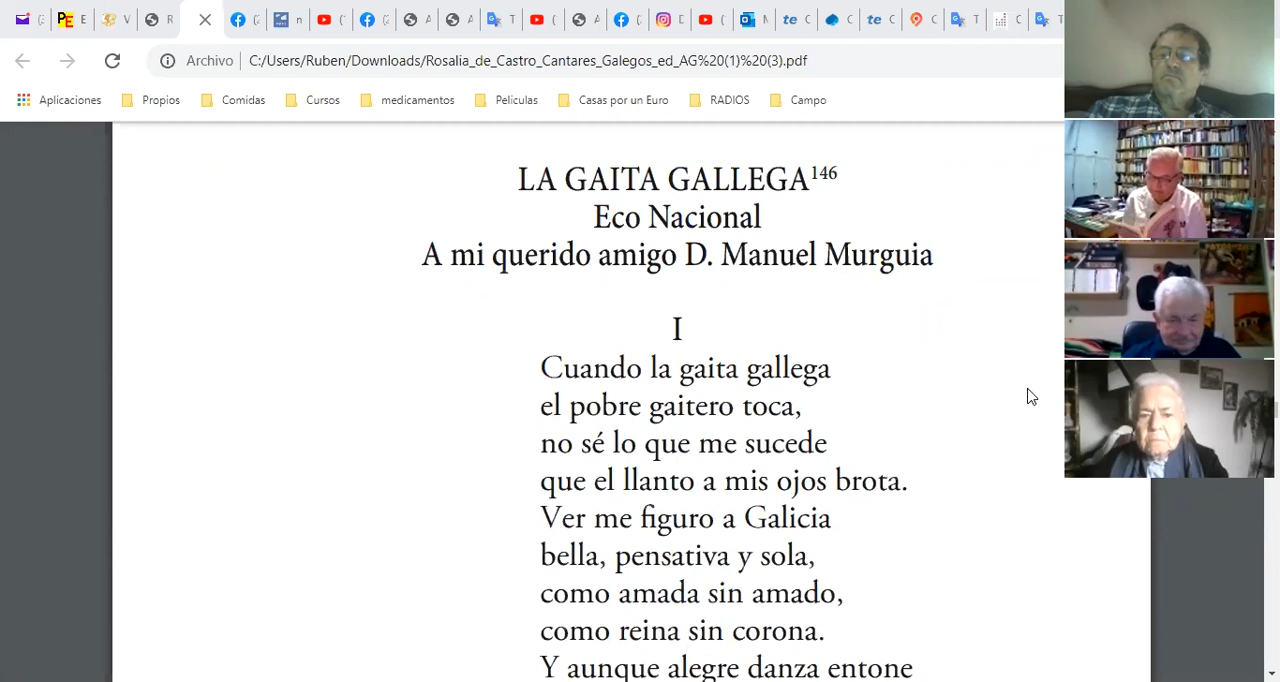 Archivo C:/Users/Ruben/Downloads/Rosalia_de_Castro_Cantares_Galegos_ed_AG%20(1)%20(3).pdf
Aplicaciones Propios Comidas Cursos medicamentos Peliculas Casas por un Euro RADIOS Campo
LA GAITA GALLEGA146
Eco Nacional
A mi querido amigo D. Manuel Murguia
I
Cuando la gaita gallega
el pobre gaitero toca,
no sé lo que me sucede
que el llanto a mis ojos brota.
Ver me figuro a Galicia
bella, pensativa y sola,
como amada sin amado,
como reina sin corona.
Y aunque alegre danza entone